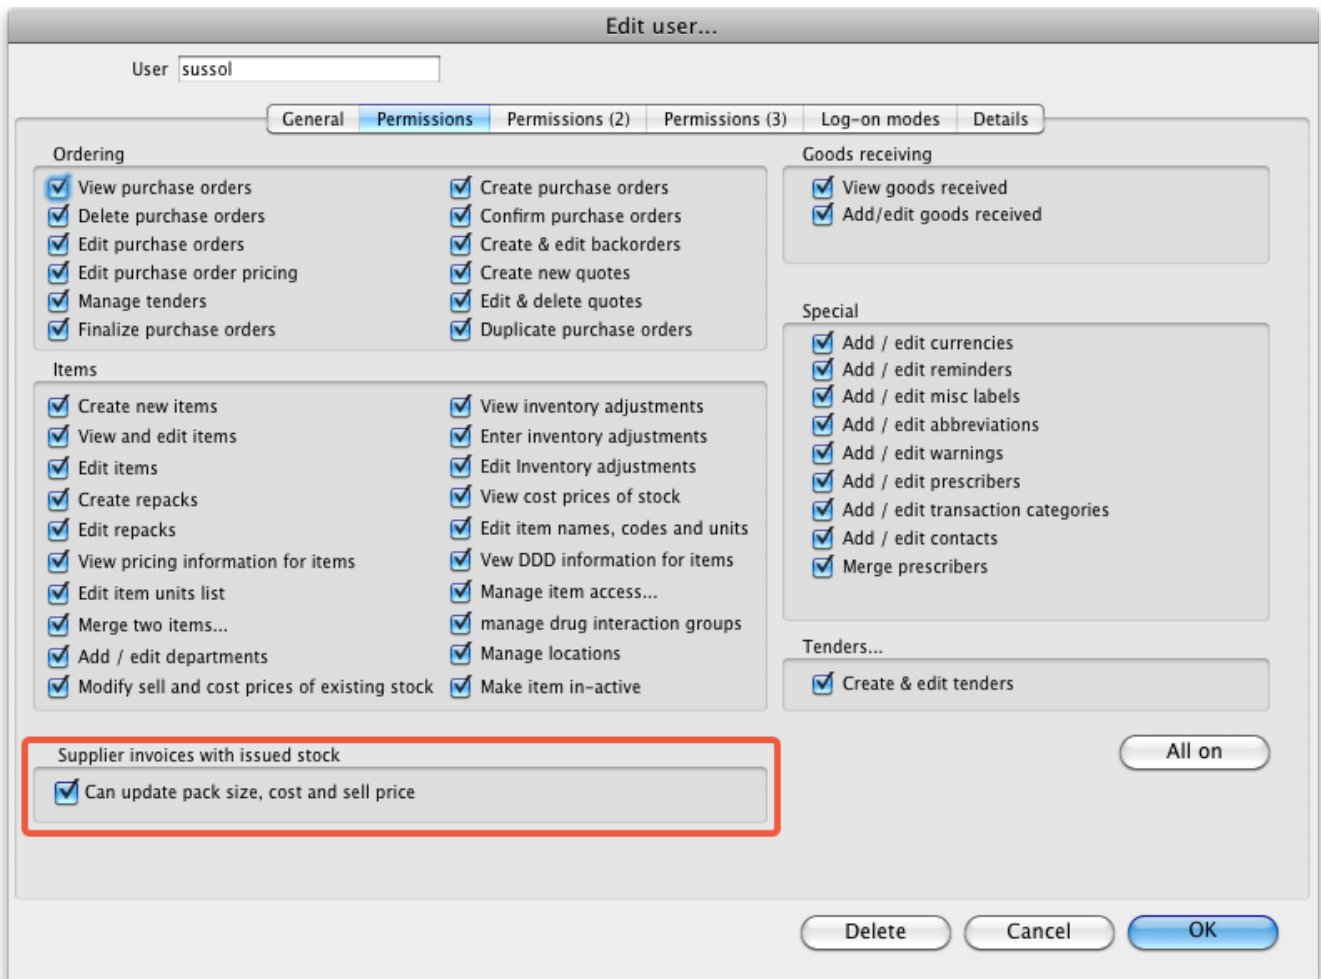 Edit user...
User sussol
General Permissions Permissions (2) Permissions (3) Log-on modes Details
Ordering
View purchase orders
Delete purchase orders
Edit purchase orders
Edit purchase order pricing
Manage tenders
Finalize purchase orders
Create purchase orders
Confirm purchase orders
Create & edit backorders
Create new quotes
Edit & delete quotes
Duplicate purchase orders
Items
Create new items
View and edit items
Edit items
Create repacks
Edit repacks
View pricing information for items
Edit item units list
Merge two items...
Add / edit departments
Modify sell and cost prices of existing stock
View inventory adjustments
Enter inventory adjustments
Edit Inventory adjustments
View cost prices of stock
Edit item names, codes and units
Vew DDD information for items
Manage item access...
manage drug interaction groups
Manage locations
Make item in-active
Supplier invoices with issued stock
Can update pack size, cost and sell price
Goods receiving
View goods received
Add/edit goods received
Special
Add / edit currencies
Add / edit reminders
Add / edit misc labels
Add / edit abbreviations
Add / edit warnings
Add / edit prescribers
Add / edit transaction categories
Add / edit contacts
Merge prescribers
Tenders...
Create & edit tenders
All on
Delete Cancel OK